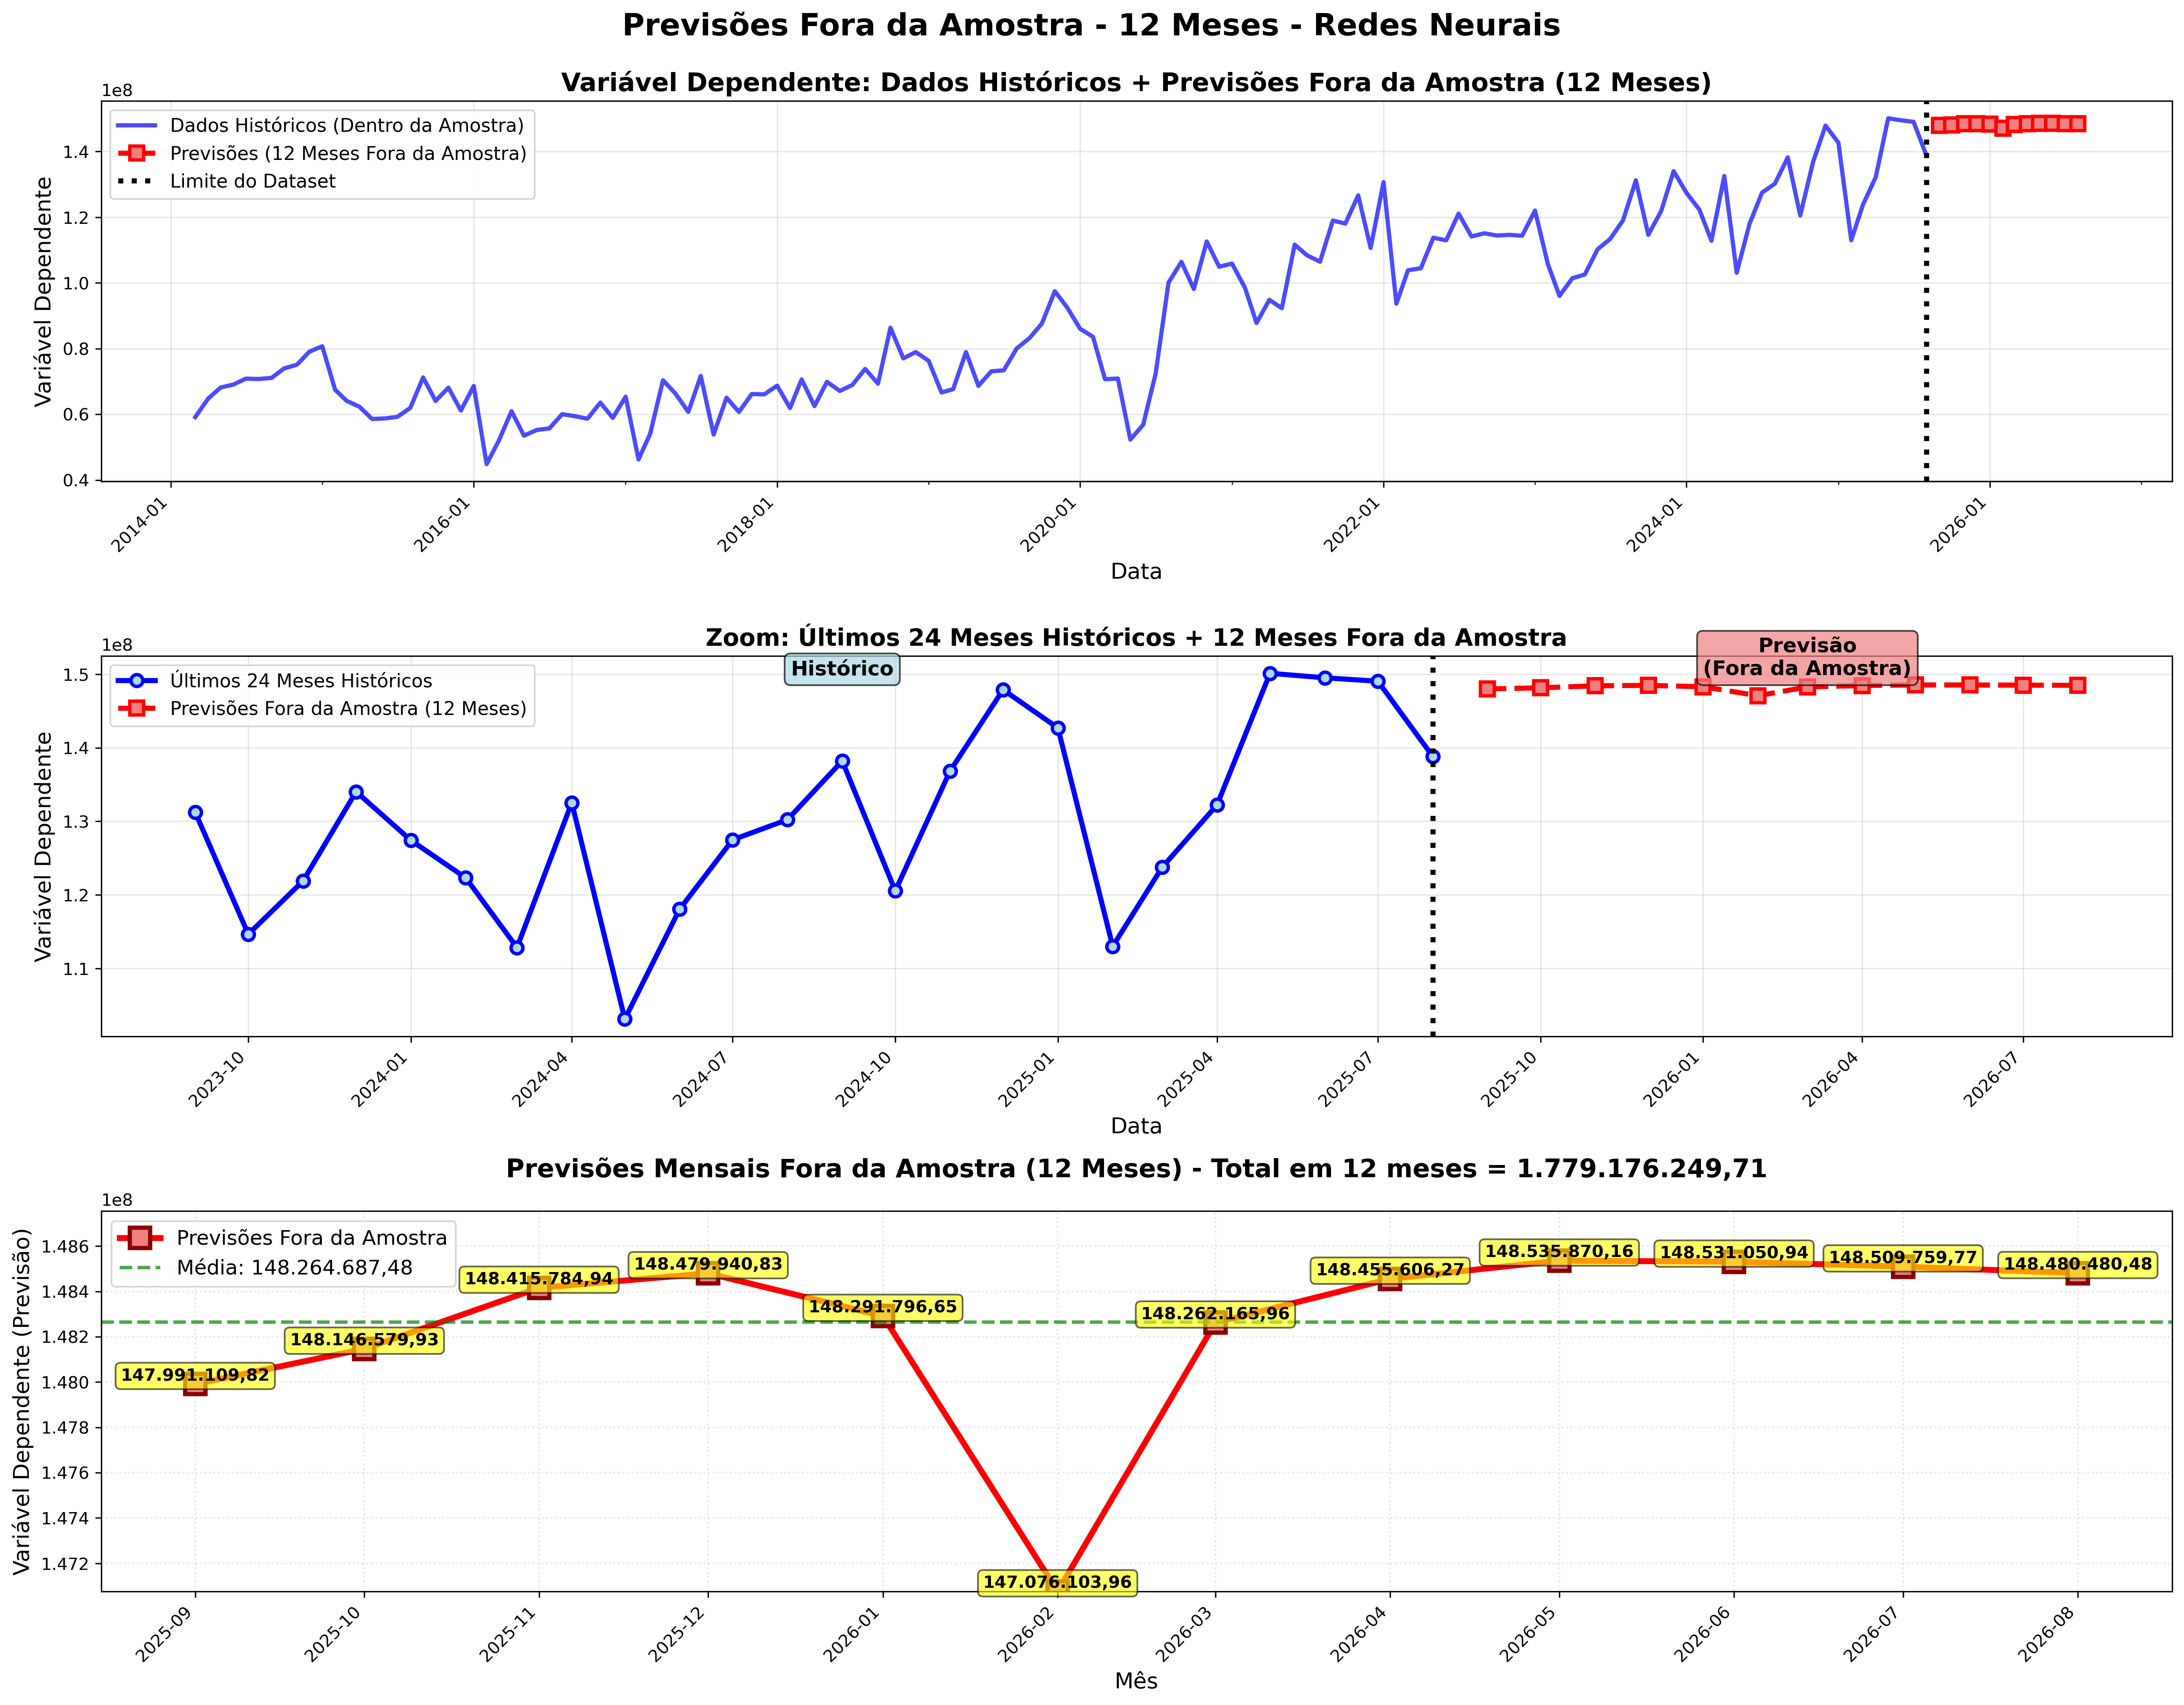 Previsões Fora da Amostra - 12 Meses - Redes Neurais
Variável Dependente: Dados Históricos + Previsões Fora da Amostra (12 Meses)
1e8
Dados Históricos (Dentro da Amostra)
Previsões (12 Meses Fora da Amostra)
Limite do Dataset
Variável Dependente
1.4
1.2
1.0
0.8
0.6
0.4
2014-01
2016-01
2018-01
2020-01
2022-01
2024-01
2026-01
Data
Zoom: Últimos 24 Meses Históricos + 12 Meses Fora da Amostra
1e8
Últimos 24 Meses Históricos
Previsões Fora da Amostra (12 Meses)
Histórico
Previsão
(Fora da Amostra)
Variável Dependente
1.5
1.4
1.3
1.2
1.1
2023-10
2024-01
2024-04
2024-07
2024-10
2025-01
2025-04
2025-07
2025-10
2026-01
2026-04
2026-07
Data
Previsões Mensais Fora da Amostra (12 Meses) - Total em 12 meses = 1.779.176.249,71
1e8
Previsões Fora da Amostra
Média: 148.264.687,48
Variável Dependente (Previsão)
1.486
1.484
1.482
1.480
1.478
1.476
1.474
1.472
147.991.109,82
148.146.579,93
148.415.784,94
148.479.940,83
148.291.796,65
147.076.103,96
148.262.165,96
148.455.606,27
148.535.870,16
148.531.050,94
148.509.759,77
148.480.480,48
2025-09
2025-10
2025-11
2025-12
2026-01
2026-02
2026-03
2026-04
2026-05
2026-06
2026-07
2026-08
Mês